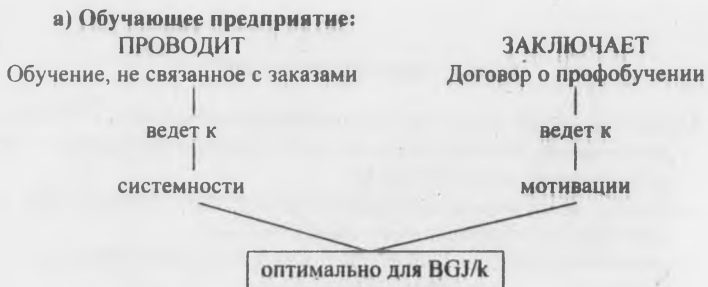 а) Обучающее предприятие:
ПРОВОДИТ ЗАКЛЮЧАЕТ
Обучение, не связанное с заказами Договор о профобучении
ведет к ведет к
системности мотивации
оптимально для BGJ/k